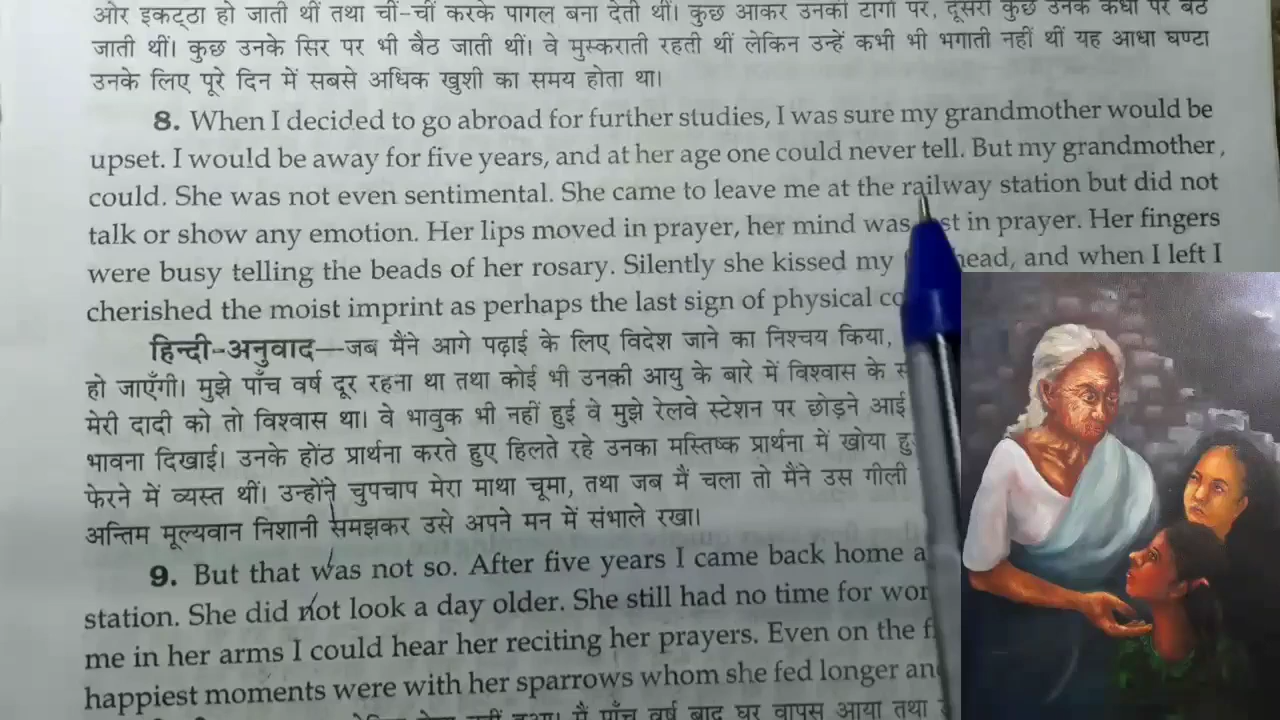 और इकट्ठा हो जाती थीं तथा चीं-चीं करके पागल बना देती थीं। कुछ आकर उनकी टांगों पर, दूसरी कुछ उनके कंधों पर बैठ
जाती थीं। कुछ उनके सिर पर भी बैठ जाती थीं। वे मुस्कराती रहती थीं लेकिन उन्हें कभी भी भगाती नहीं थीं यह आधा घण्टा
उनके लिए पूरे दिन में सबसे अधिक खुशी का समय होता था।
8. When I decided to go abroad for further studies, I was sure my grandmother would be
upset. I would be away for five years, and at her age one could never tell. But my grandmother,
could. She was not even sentimental. She came to leave me at the railway station but did not
talk or show any emotion. Her lips moved in prayer, her mind was in prayer. Her fingers
were busy telling the beads of her rosary. Silently she kissed my and when I left I
cherished the moist imprint as perhaps the last sign of physical
हिन्दी-अनुवाद—जब मैंने आगे पढ़ाई के लिए विदेश जाने का निश्चय किया,
हो जाएँगी। मुझे पाँच वर्ष दूर रहना था तथा कोई भी उनकी आयु के बारे में विश्वास के
मेरी दादी को तो विश्वास था। वे भावुक भी नहीं हुई वे मुझे रेलवे स्टेशन पर छोड़ने आई
भावना दिखाई। उनके होंठ प्रार्थना करते हुए हिलते रहे उनका मस्तिष्क प्रार्थना में खोया
फेरने में व्यस्त थीं। उन्होंने चुपचाप मेरा माथा चूमा, तथा जब मैं चला तो मैंने उस गीली
अन्तिम मूल्यवान निशानी समझकर उसे अपने मन में संभाले रखा।
9. But that was not so. After five years I came back home
station. She did not look a day older. She still had no time for
me in her arms I could hear her reciting her prayers. Even on the
happiest moments were with her sparrows whom she fed longer
मैं पाँच वर्ष बाद घर वापस आया तथा